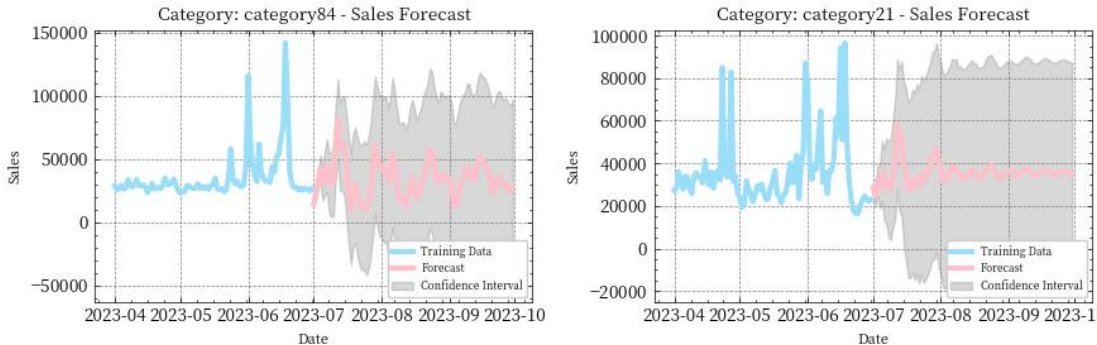 Category: category84 - Sales Forecast
150000
100000
50000
0
−50000
Sales
2023-04 2023-05 2023-06 2023-07 2023-08 2023-09 2023-10
Date
Training Data
Forecast
Confidence Interval
Category: category21 - Sales Forecast
100000
80000
60000
40000
20000
0
−20000
Sales
2023-04 2023-05 2023-06 2023-07 2023-08 2023-09 2023-1
Date
Training Data
Forecast
Confidence Interval